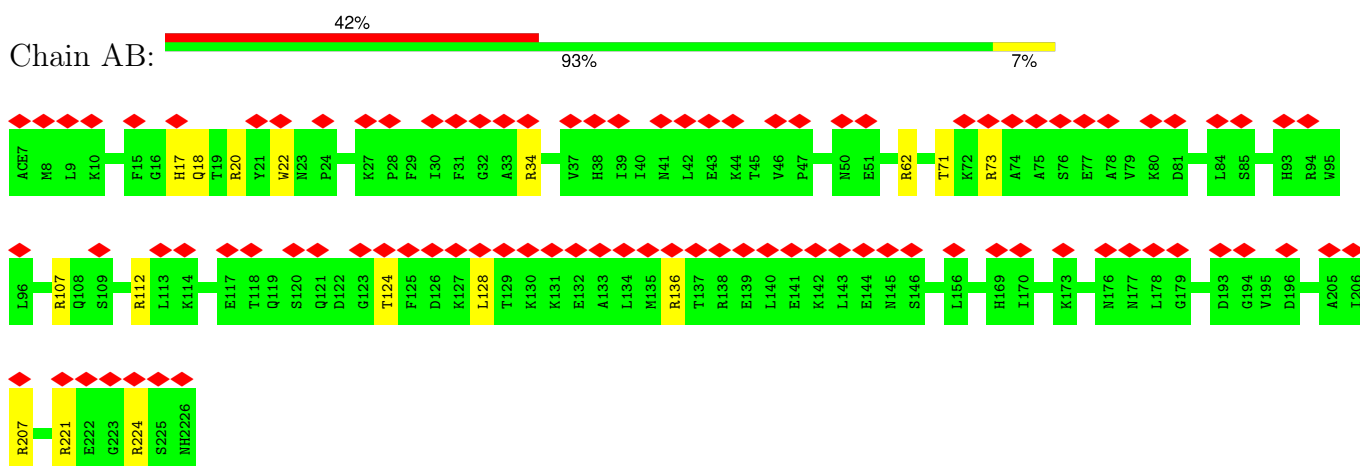 42%
Chain AB:
93% 7%
ACE7 M8 L9 K10 F15 G16 H17 Q18 T19 R20 Y21 W22 N23 P24 K27 P28 F29 I30 F31 G32 A33 R34 V37 H38 I39 I40 N41 L42 E43 K44 T45 V46 P47 N50 E51 R62 T71 K72 R73 A74 A75 S76 E77 A78 V79 K80 D81 L84 S85 H93 R94 W95
L96 R107 Q108 S109 R112 L113 K114 E117 T118 Q119 S120 Q121 D122 G123 T124 F125 D126 K127 L128 T129 K130 K131 E132 A133 L134 M135 R136 T137 R138 E139 L140 E141 K142 L143 E144 N145 S146 L156 H169 I170 K173 N176 N177 L178 G179 D193 G194 V195 D196 A205 I206
R207 R221 E222 G223 R224 S225 NH2226